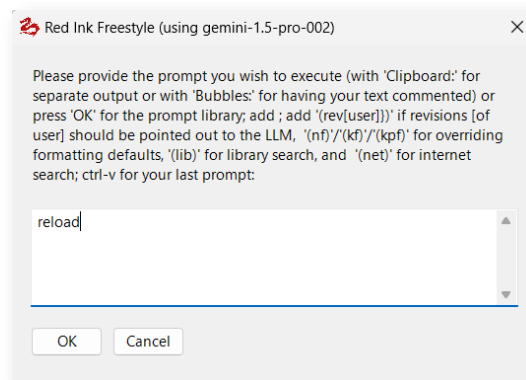 Red Ink Freestyle (using gemini-1.5-pro-002)
Please provide the prompt you wish to execute (with 'Clipboard:' for
separate output or with 'Bubbles:' for having your text commented) or
press 'OK' for the prompt library; add ; add '(rev[user]})' if revisions [of
user] should be pointed out to the LLM,  '(nf)'/'(kf)'/'(kpf)' for overriding
formatting defaults, '(lib)' for library search, and  '(net)' for internet
search; ctrl-v for your last prompt:
reload
OK Cancel